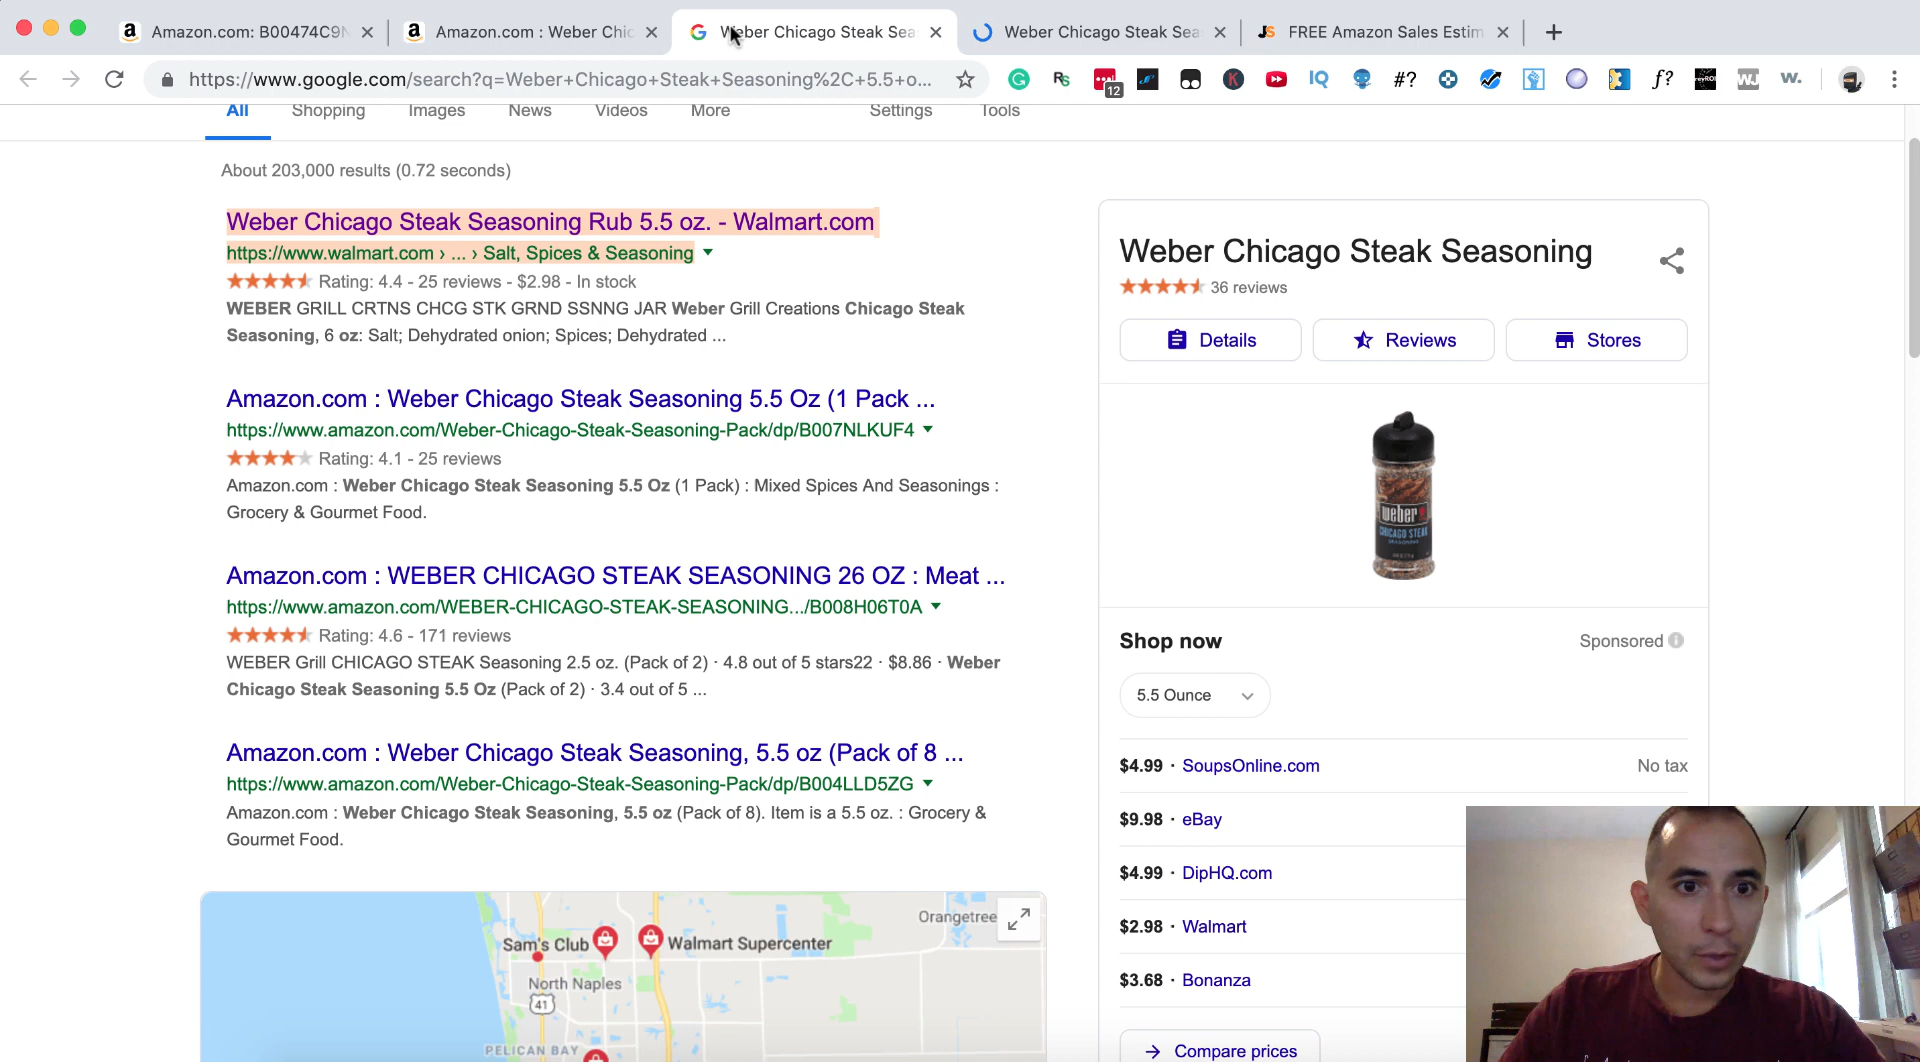 Amazon.com: B00474C9N
Amazon.com : Weber Chic
Weber Chicago Steak Sea
Weber Chicago Steak Sea
FREE Amazon Sales Estim
https://www.google.com/search?q=Weber+Chicago+Steak+Seasoning%2C+5.5+o...
12
IQ
#?
f?
W.
All Shopping Images News Videos More Settings Tools
About 203,000 results (0.72 seconds)
Weber Chicago Steak Seasoning Rub 5.5 oz. - Walmart.com
https://www.walmart.com › ... › Salt, Spices & Seasoning
Rating: 4.4 - 25 reviews - $2.98 - In stock
WEBER GRILL CRTNS CHCG STK GRND SSNNG JAR Weber Grill Creations Chicago Steak
Seasoning, 6 oz: Salt; Dehydrated onion; Spices; Dehydrated ...
Amazon.com : Weber Chicago Steak Seasoning 5.5 Oz (1 Pack ...
https://www.amazon.com/Weber-Chicago-Steak-Seasoning-Pack/dp/B007NLKUF4
Rating: 4.1 - 25 reviews
Amazon.com : Weber Chicago Steak Seasoning 5.5 Oz (1 Pack) : Mixed Spices And Seasonings :
Grocery & Gourmet Food.
Amazon.com : WEBER CHICAGO STEAK SEASONING 26 OZ : Meat ...
https://www.amazon.com/WEBER-CHICAGO-STEAK-SEASONING.../B008H06T0A
Rating: 4.6 - 171 reviews
WEBER Grill CHICAGO STEAK Seasoning 2.5 oz. (Pack of 2) · 4.8 out of 5 stars22 · $8.86 · Weber
Chicago Steak Seasoning 5.5 Oz (Pack of 2) · 3.4 out of 5 ...
Amazon.com : Weber Chicago Steak Seasoning, 5.5 oz (Pack of 8 ...
https://www.amazon.com/Weber-Chicago-Steak-Seasoning-Pack/dp/B004LLD5ZG
Amazon.com : Weber Chicago Steak Seasoning, 5.5 oz (Pack of 8). Item is a 5.5 oz. : Grocery &
Gourmet Food.
Orangetree
Sam's Club
Walmart Supercenter
North Naples
41
PELICAN BAY
Weber Chicago Steak Seasoning
36 reviews
Details Reviews Stores
weber
CHICAGO STEAK
SEASONING
Shop now Sponsored
5.5 Ounce
$4.99 · SoupsOnline.com No tax
$9.98 · eBay
$4.99 · DipHQ.com
$2.98 · Walmart
$3.68 · Bonanza
Compare prices